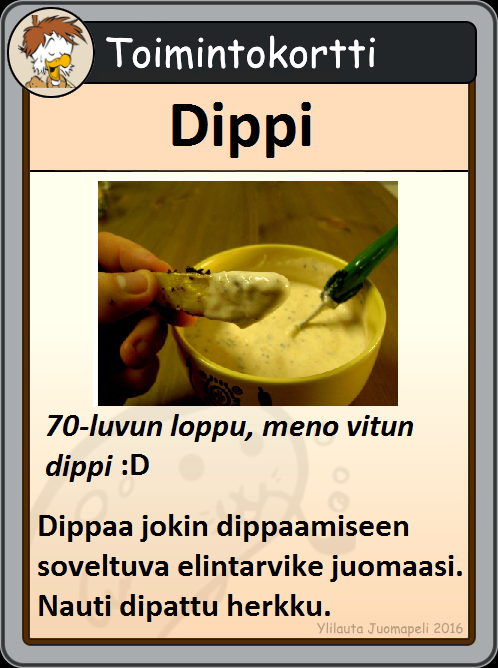 Toimintokortti
Dippi
70-luvun loppu, meno vitun
dippi :D
Dippaa jokin dippaamiseen
soveltuva elintarvike juomaasi.
Nauti dipattu herkku.
Ylilauta Juomapeli 2016